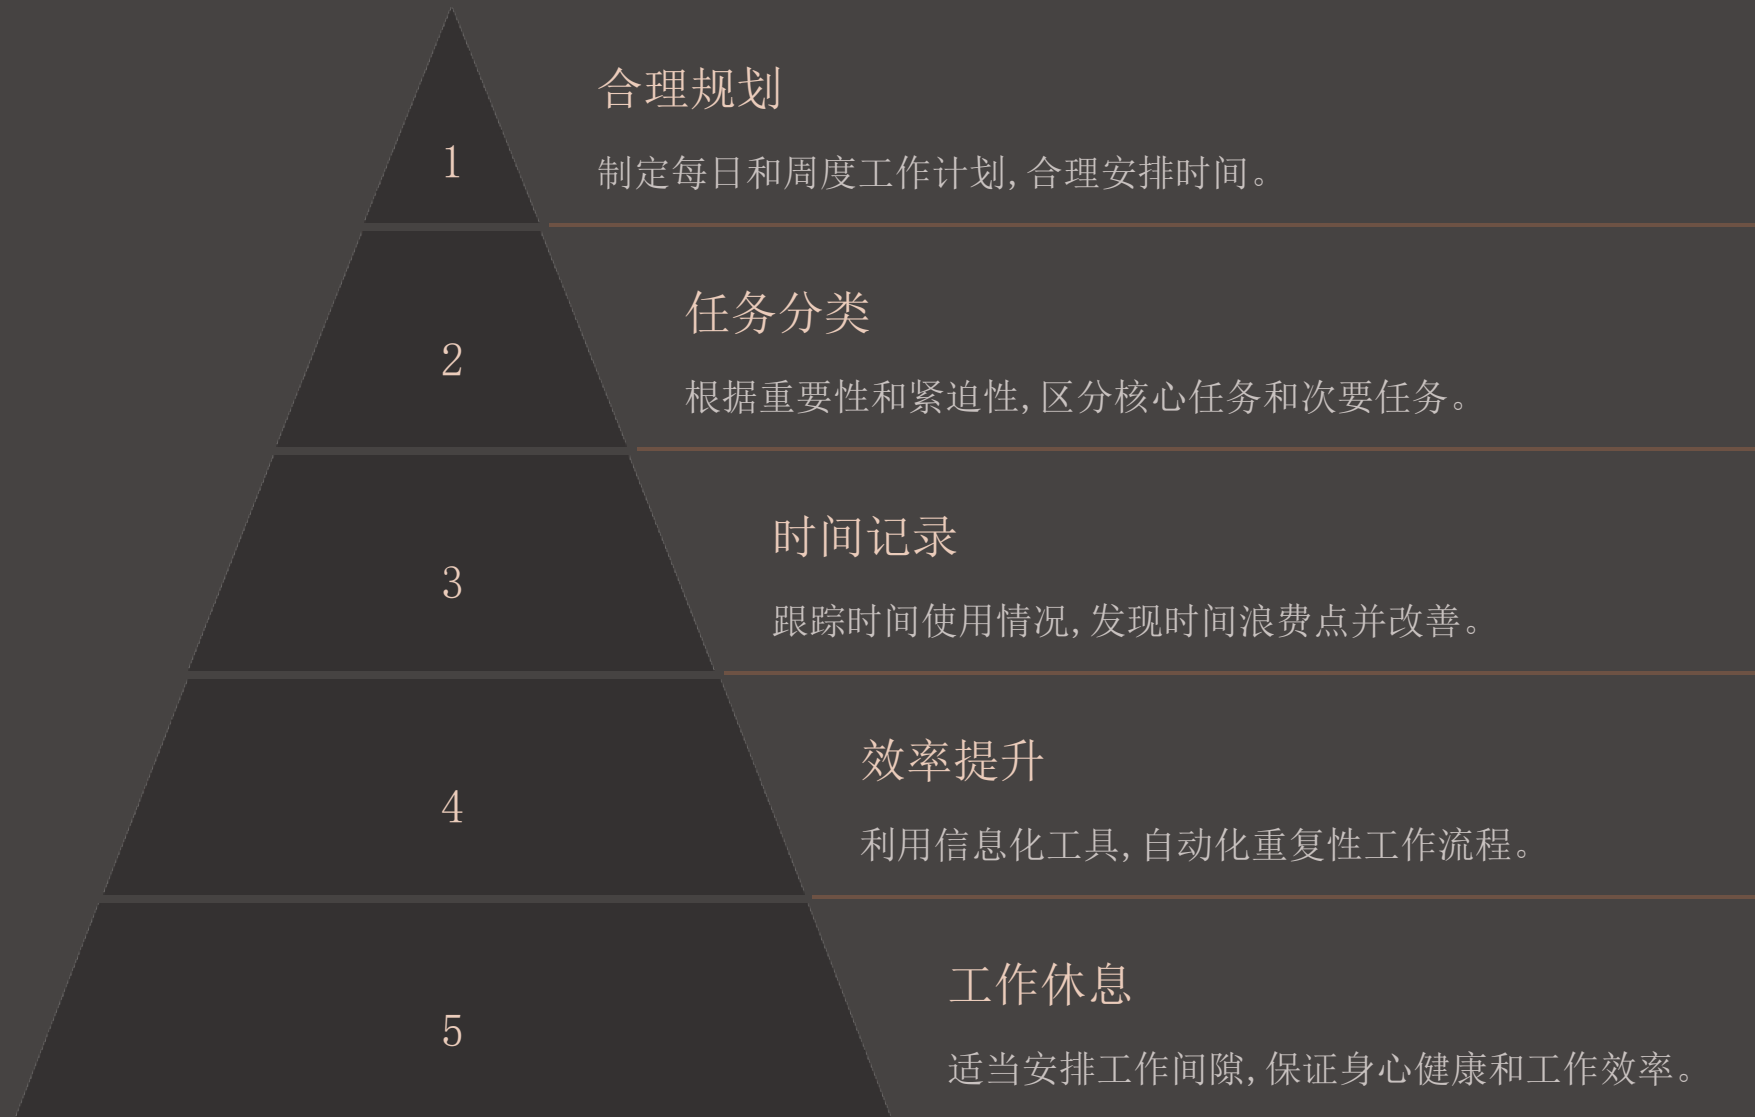 1
合理规划
制定每日和周度工作计划,合理安排时间。
2
任务分类
根据重要性和紧迫性,区分核心任务和次要任务。
3
时间记录
跟踪时间使用情况,发现时间浪费点并改善。
4
效率提升
利用信息化工具,自动化重复性工作流程。
5
工作休息
适当安排工作间隙,保证身心健康和工作效率。